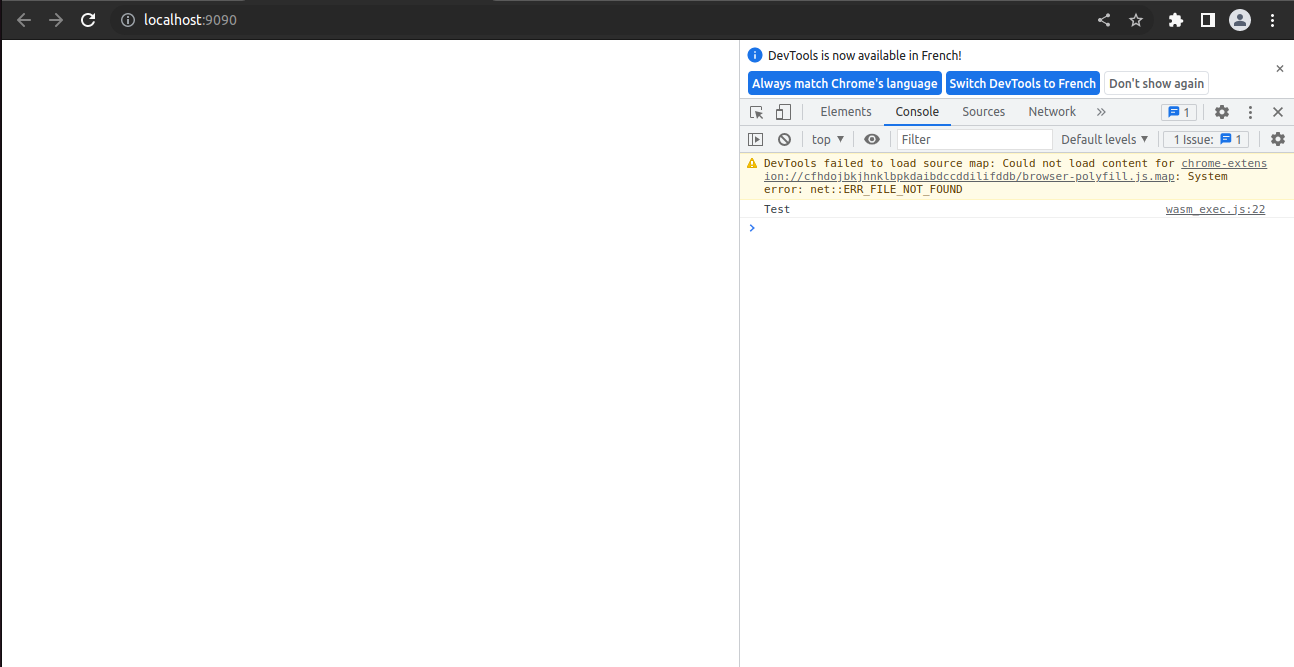 localhost:9090
DevTools is now available in French!
Always match Chrome's language Switch DevTools to French Don't show again
Elements Console Sources Network 1
top Filter Default levels 1 Issue: 1
DevTools failed to load source map: Could not load content for chrome-extens
ion://cfhdojbkjhnklbpkdaibdccddilifddb/browser-polyfill.js.map: System
error: net::ERR_FILE_NOT_FOUND
Test wasm_exec.js:22